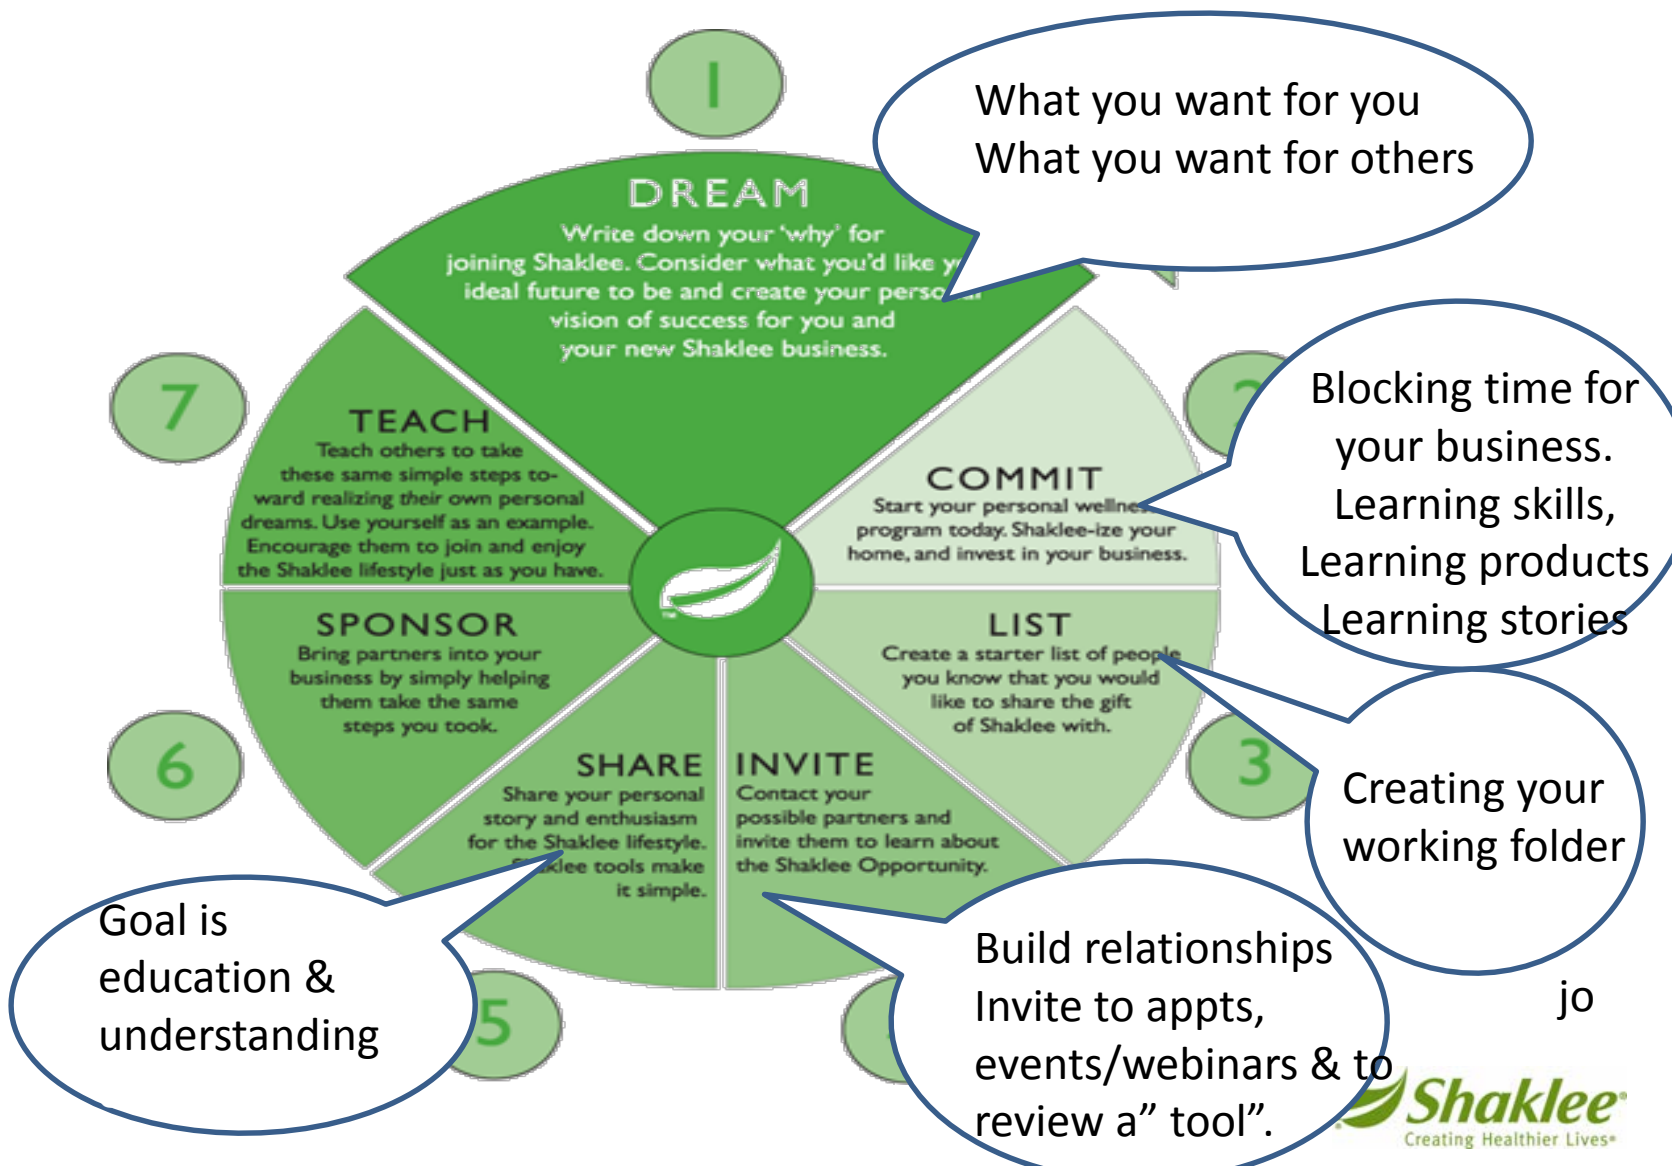 1
DREAM
Write down your 'why' for
joining Shaklee. Consider what you'd like
ideal future to be and create your personal
vision of success for you and
your new Shaklee business.
What you want for you
What you want for others
COMMIT
Start your personal wellness
program today. Shaklee-ize your
home, and invest in your business.
Blocking time for
your business.
Learning skills,
Learning products
Learning stories
LIST
Create a starter list of people
you know that you would
like to share the gift
of Shaklee with.
3
Creating your
working folder
INVITE
Contact your
possible partners and
invite them to learn about
the Shaklee Opportunity.
Build relationships
Invite to appts,
events/webinars & to
review a” tool”.
SHARE
Share your personal
story and enthusiasm
for the Shaklee lifestyle.
tools make
it simple.
5
Goal is
education &
understanding
SPONSOR
Bring partners into your
business by simply helping
them take the same
steps you took.
6
TEACH
Teach others to take
these same simple steps to-
ward realizing their own personal
dreams. Use yourself as an example.
Encourage them to join and enjoy
the Shaklee lifestyle just as you have.
7
jo
Shaklee®
Creating Healthier Lives®